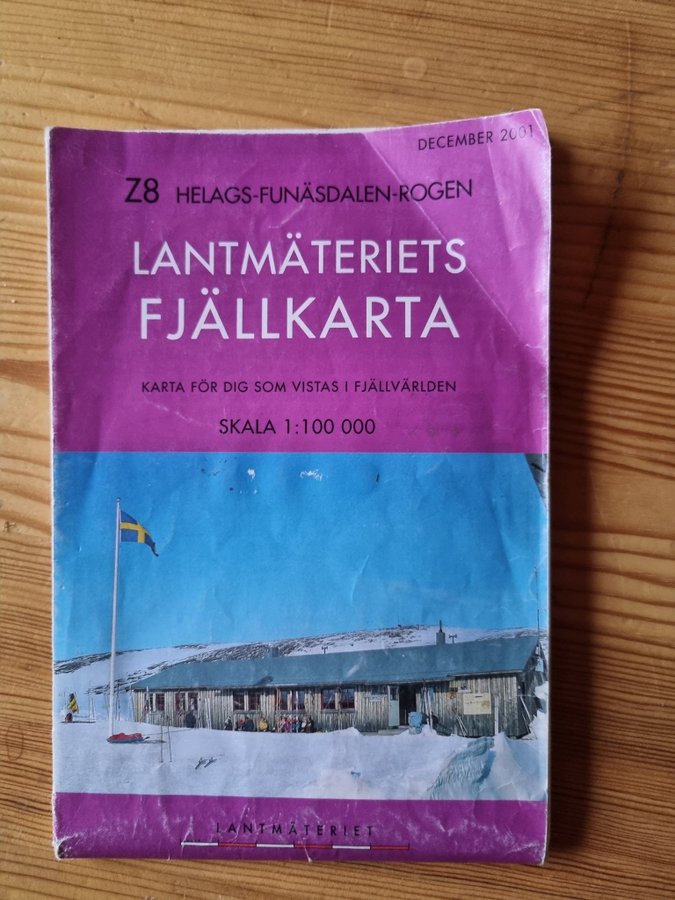 DECEMBER 2001
Z8 HELAGS-FUNÄSDALEN-ROGEN
LANTMÄTERIETS
FJÄLLKARTA
KARTA FÖR DIG SOM VISTAS I FJÄLLVÄRLDEN
SKALA 1:100 000
LANTMÄTERIET